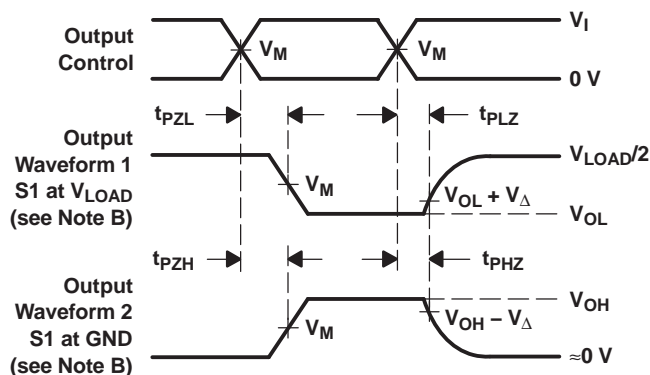 Output
Control
V_I
V_M
V_M
0 V
t_PZL
t_PLZ
Output
Waveform 1
S1 at V_LOAD
(see Note B)
V_LOAD/2
V_M
V_OL + V_Δ
V_OL
t_PZH
t_PHZ
Output
Waveform 2
S1 at GND
(see Note B)
V_OH
V_M
V_OH – V_Δ
≈0 V